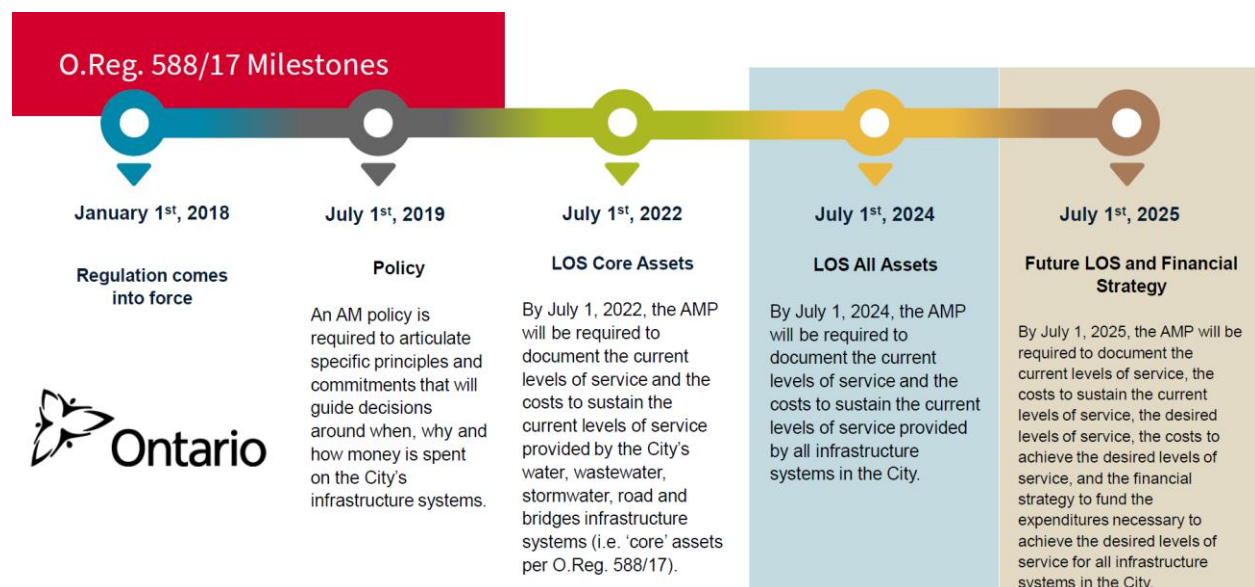 O.Reg. 588/17 Milestones
January 1st, 2018
Regulation comes
into force
Ontario
July 1st, 2019
Policy
An AM policy is
required to articulate
specific principles and
commitments that will
guide decisions
around when, why and
how money is spent
on the City's
infrastructure systems.
July 1st, 2022
LOS Core Assets
By July 1, 2022, the AMP
will be required to
document the current
levels of service and the
costs to sustain the
current levels of service
provided by the City's
water, wastewater,
stormwater, road and
bridges infrastructure
systems (i.e. 'core' assets
per O.Reg. 588/17).
July 1st, 2024
LOS All Assets
By July 1, 2024, the AMP
will be required to
document the current
levels of service and the
costs to sustain the current
levels of service provided
by all infrastructure
systems in the City.
July 1st, 2025
Future LOS and Financial
Strategy
By July 1, 2025, the AMP will be
required to document the
current levels of service, the
costs to sustain the current
levels of service, the desired
levels of service, the costs to
achieve the desired levels of
service, and the financial
strategy to fund the
expenditures necessary to
achieve the desired levels of
service for all infrastructure
systems in the City.